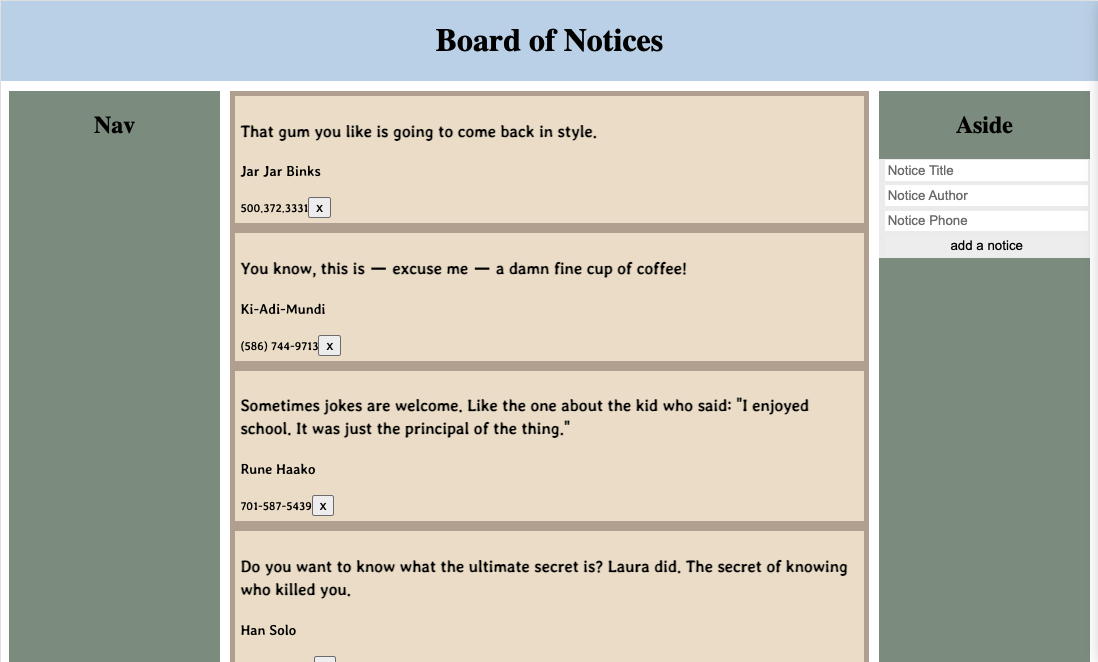 Board of Notices
Nav
That gum you like is going to come back in style.
Jar Jar Binks
500.372.3331 x
You know, this is — excuse me — a damn fine cup of coffee!
Ki-Adi-Mundi
(586) 744-9713 x
Sometimes jokes are welcome. Like the one about the kid who said: "I enjoyed
school. It was just the principal of the thing."
Rune Haako
701-587-5439 x
Do you want to know what the ultimate secret is? Laura did. The secret of knowing
who killed you.
Han Solo
Aside
Notice Title
Notice Author
Notice Phone
add a notice